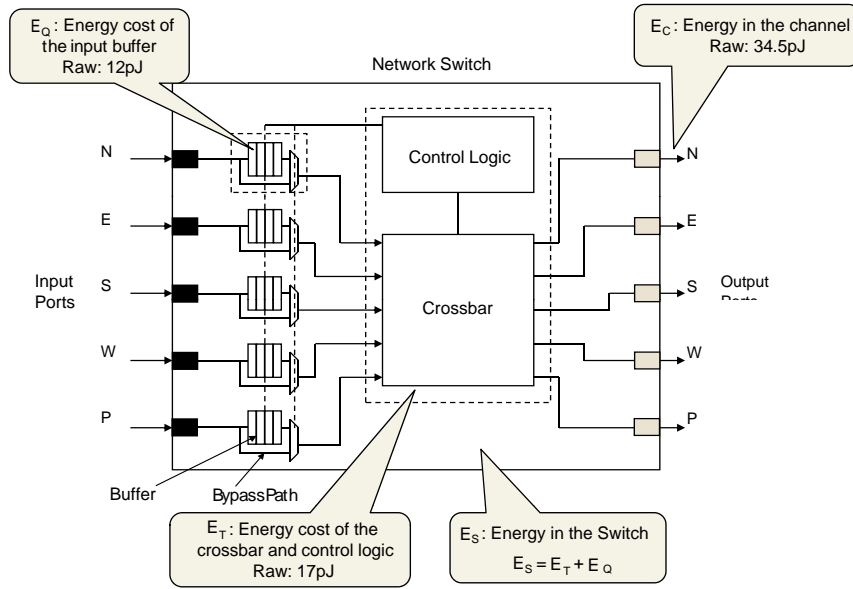 E_Q : Energy cost of
the input buffer
Raw: 12pJ
E_C : Energy in the channel
Raw: 34.5pJ
Network Switch
N
Control Logic
N
E
E
Input
Ports
S
Crossbar
S
Output
W
W
P
P
Buffer
BypassPath
E_T : Energy cost of the
crossbar and control logic
Raw: 17pJ
E_S : Energy in the Switch
E_S = E_T + E_Q